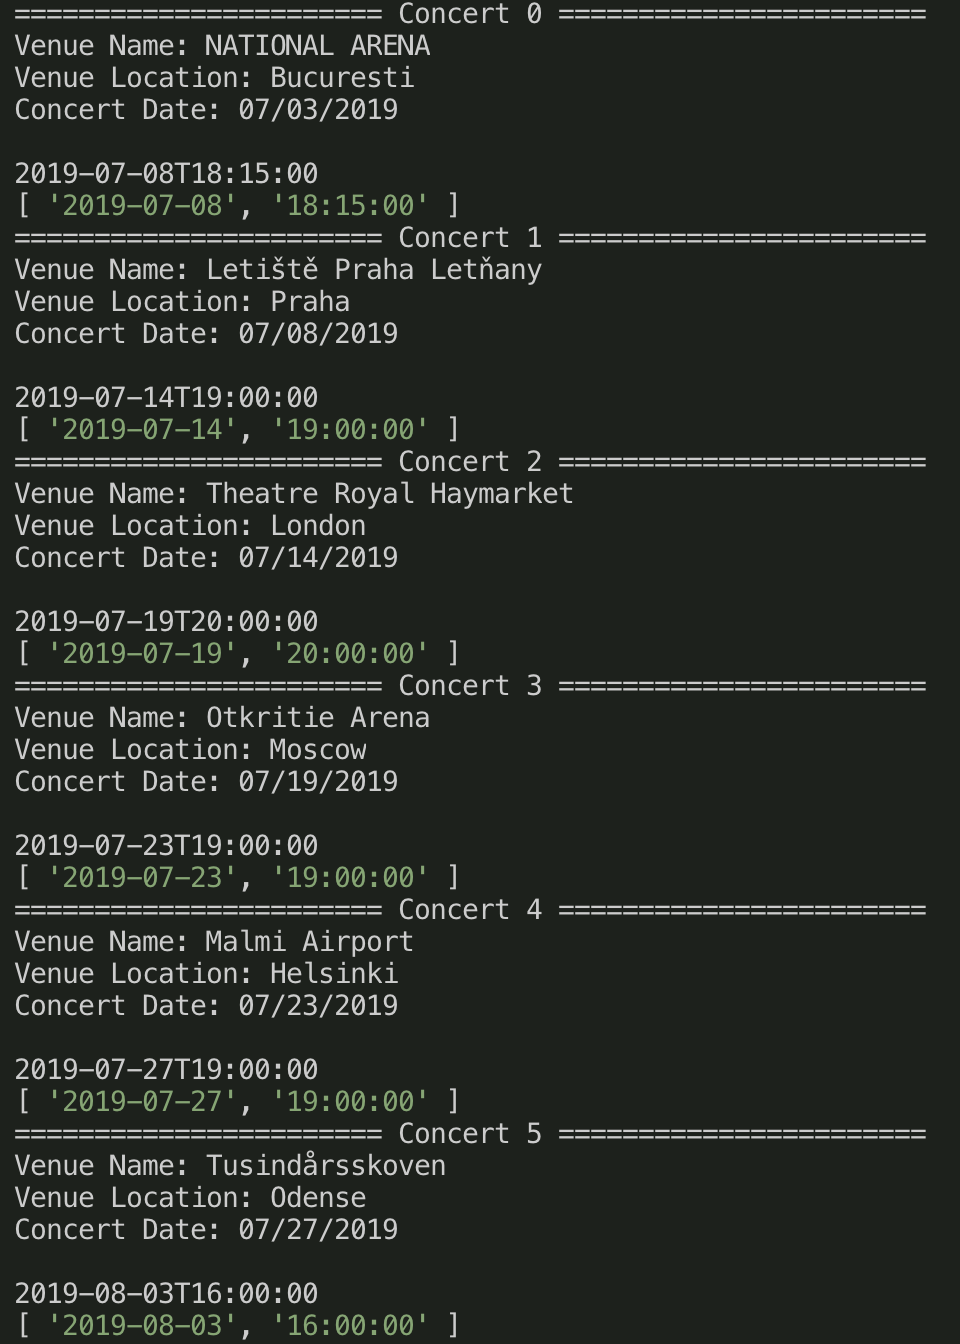 ======================= Concert 0 =======================
Venue Name: NATIONAL ARENA
Venue Location: Bucuresti
Concert Date: 07/03/2019

2019-07-08T18:15:00
[ '2019-07-08', '18:15:00' ]
======================= Concert 1 =======================
Venue Name: Letiště Praha Letňany
Venue Location: Praha
Concert Date: 07/08/2019

2019-07-14T19:00:00
[ '2019-07-14', '19:00:00' ]
======================= Concert 2 =======================
Venue Name: Theatre Royal Haymarket
Venue Location: London
Concert Date: 07/14/2019

2019-07-19T20:00:00
[ '2019-07-19', '20:00:00' ]
======================= Concert 3 =======================
Venue Name: Otkritie Arena
Venue Location: Moscow
Concert Date: 07/19/2019

2019-07-23T19:00:00
[ '2019-07-23', '19:00:00' ]
======================= Concert 4 =======================
Venue Name: Malmi Airport
Venue Location: Helsinki
Concert Date: 07/23/2019

2019-07-27T19:00:00
[ '2019-07-27', '19:00:00' ]
======================= Concert 5 =======================
Venue Name: Tusindårsskoven
Venue Location: Odense
Concert Date: 07/27/2019

2019-08-03T16:00:00
[ '2019-08-03', '16:00:00' ]